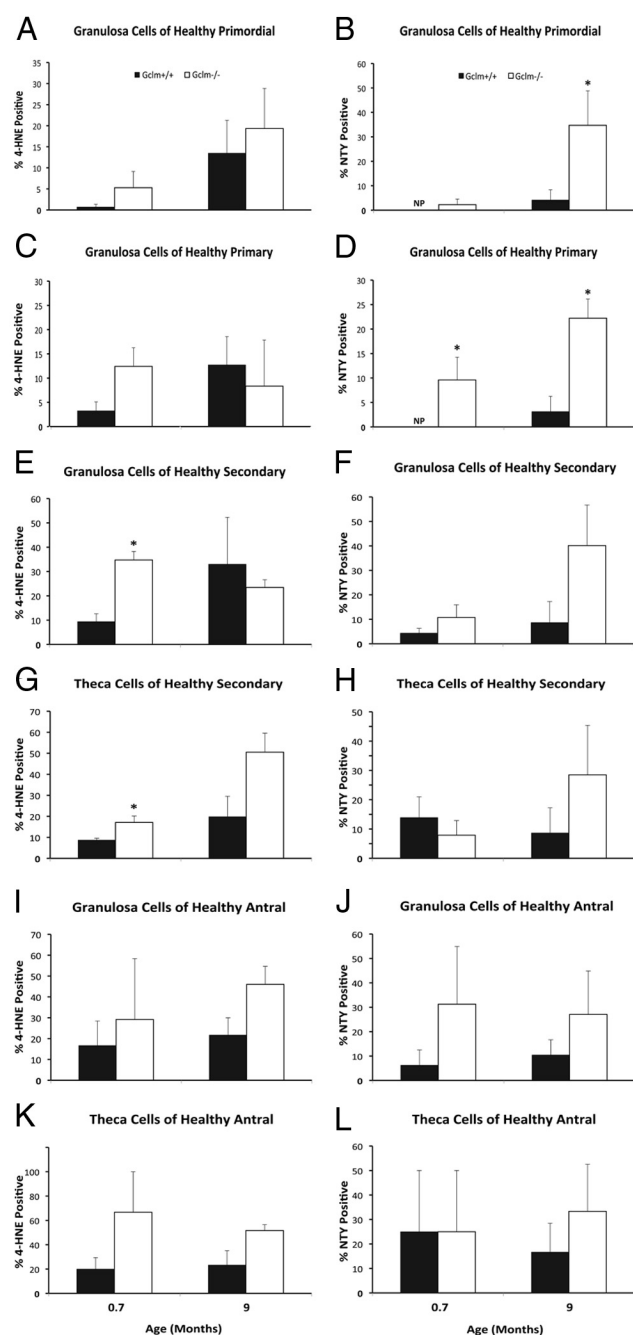 A
Granulosa Cells of Healthy Primordial
Gclm+/+ Gclm-/-
% 4-HNE Positive
35
30
25
20
15
10
5
0
B
Granulosa Cells of Healthy Primordial
% NTY Positive
60
50
40
30
20
10
0
NP
*
C
Granulosa Cells of Healthy Primary
% 4-HNE Positive
30
25
20
15
10
5
0
D
Granulosa Cells of Healthy Primary
% NTY Positive
30
25
20
15
10
5
0
NP
*
*
E
Granulosa Cells of Healthy Secondary
% 4-HNE Positive
60
50
40
30
20
10
0
*
F
Granulosa Cells of Healthy Secondary
% NTY Positive
60
50
40
30
20
10
0
G
Theca Cells of Healthy Secondary
% 4-HNE Positive
70
60
50
40
30
20
10
0
*
H
Theca Cells of Healthy Secondary
% NTY Positive
50
40
30
20
10
0
I
Granulosa Cells of Healthy Antral
% 4-HNE Positive
70
60
50
40
30
20
10
0
J
Granulosa Cells of Healthy Antral
% NTY Positive
60
50
40
30
20
10
0
K
Theca Cells of Healthy Antral
% 4-HNE Positive
100
80
60
40
20
0
0.7 9
Age (Months)
L
Theca Cells of Healthy Antral
% NTY Positive
60
50
40
30
20
10
0
0.7 9
Age (Months)